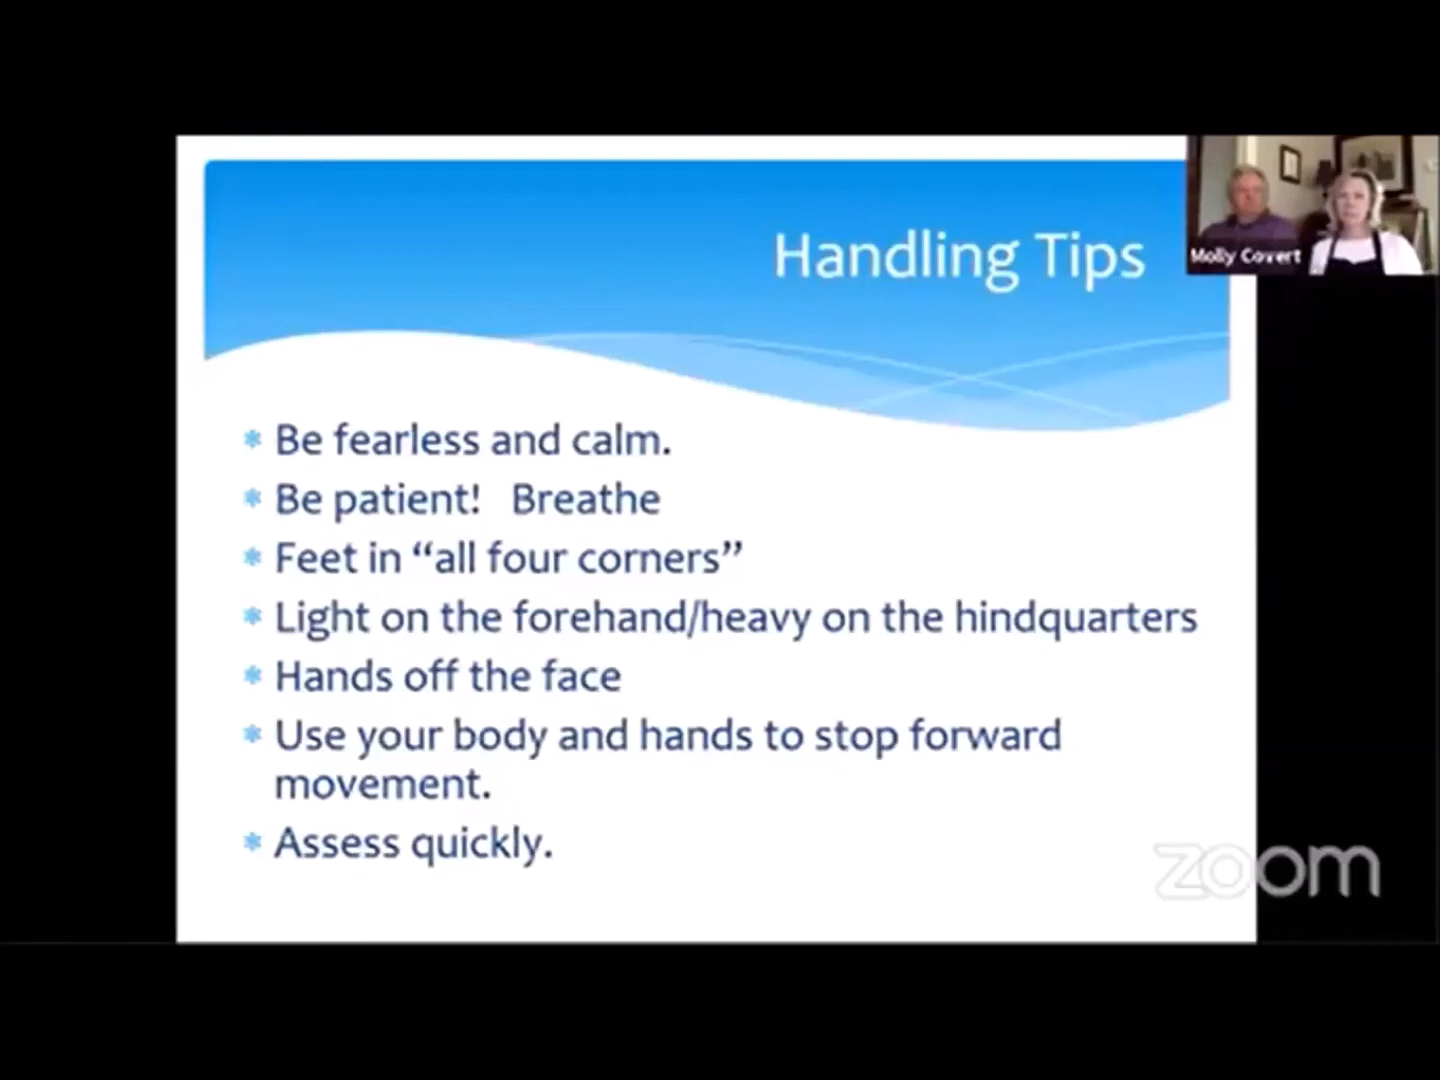 Handling Tips
Molly Covert
* Be fearless and calm.
* Be patient!   Breathe
* Feet in “all four corners”
* Light on the forehand/heavy on the hindquarters
* Hands off the face
* Use your body and hands to stop forward
movement.
* Assess quickly.
zoom